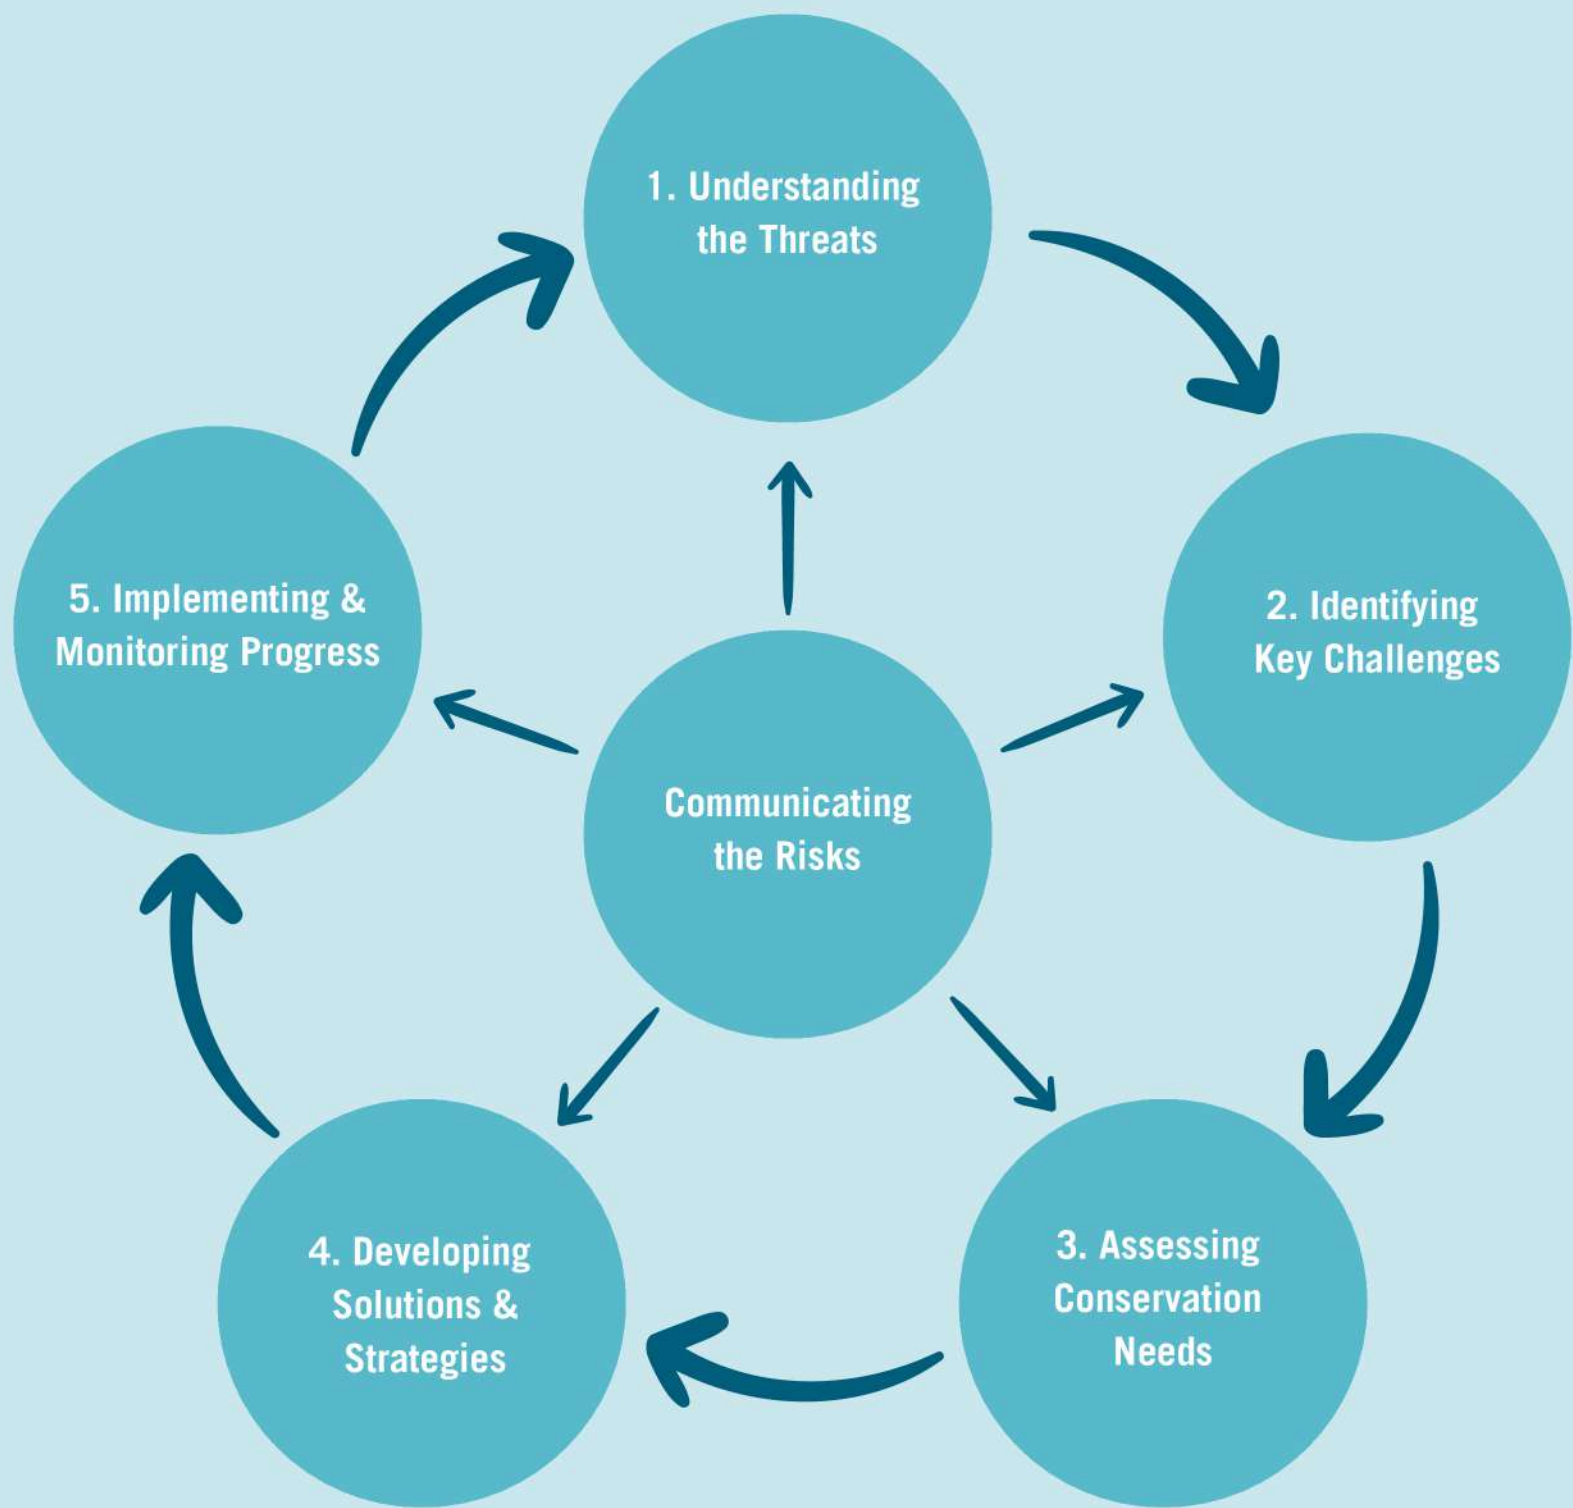 1. Understanding
the Threats
2. Identifying
Key Challenges
3. Assessing
Conservation
Needs
4. Developing
Solutions &
Strategies
5. Implementing &
Monitoring Progress
Communicating
the Risks